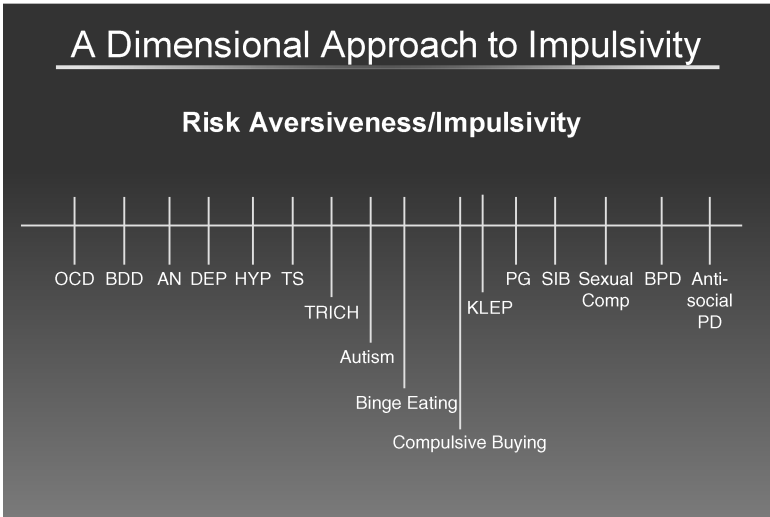 A Dimensional Approach to Impulsivity
Risk Aversiveness/Impulsivity
OCD
BDD
AN
DEP
HYP
TS
TRICH
Autism
Binge Eating
Compulsive Buying
KLEP
PG
SIB
Sexual
Comp
BPD
Anti-
social
PD